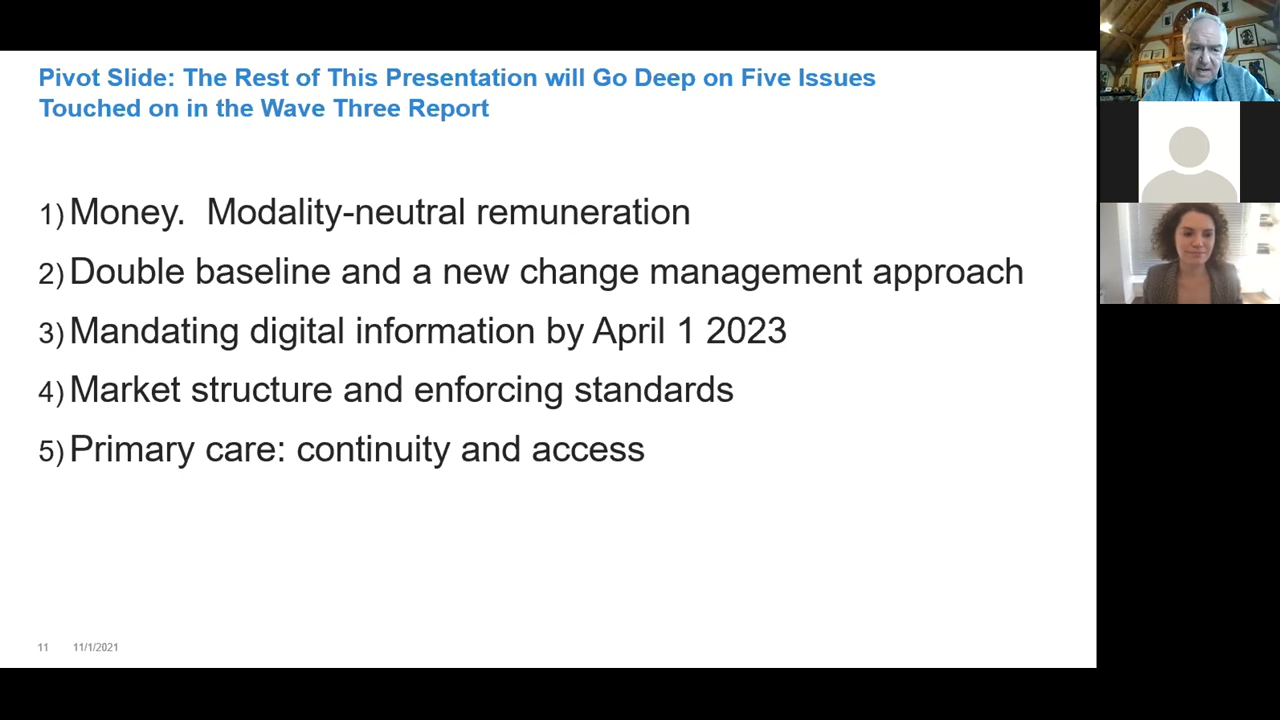 Pivot Slide: The Rest of This Presentation will Go Deep on Five Issues
Touched on in the Wave Three Report
1) Money.  Modality-neutral remuneration
2) Double baseline and a new change management approach
3) Mandating digital information by April 1 2023
4) Market structure and enforcing standards
5) Primary care: continuity and access
11 11/1/2021